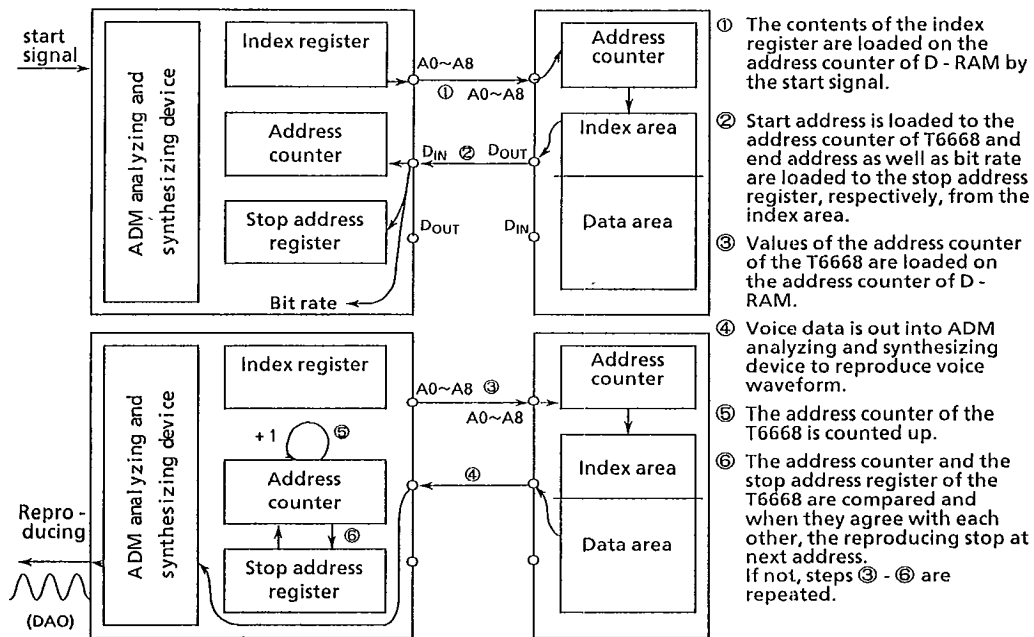 start
signal
ADM analyzing and
synthesizing device
Index register
Address
counter
Stop address
register
Bit rate
A0~A8
①
A0~A8
DIN
②
DOUT
DOUT
DIN
Address
counter
Index area
Data area
① The contents of the index
register are loaded on the
address counter of D - RAM by
the start signal.
② Start address is loaded to the
address counter of T6668 and
end address as well as bit rate
are loaded to the stop address
register, respectively, from the
index area.
③ Values of the address counter
of the T6668 are loaded on
the address counter of D -
RAM.
④ Voice data is out into ADM
analyzing and synthesizing
device to reproduce voice
waveform.
⑤ The address counter of the
T6668 is counted up.
⑥ The address counter and the
stop address register of the
T6668 are compared and
when they agree with each
other, the reproducing stop at
next address.
If not, steps ③ - ⑥ are
repeated.
Repro -
ducing
(DAO)
ADM analyzing and
synthesizing device
Index register
+ 1
⑤
Address
counter
⑥
Stop address
register
A0~A8 ③
A0~A8
④
Address
counter
Index area
Data area